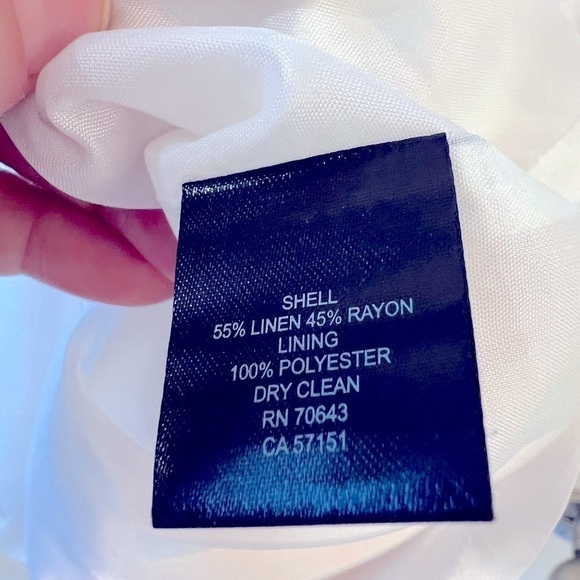 SHELL
55% LINEN 45% RAYON
LINING
100% POLYESTER
DRY CLEAN
RN 70643
CA 57151